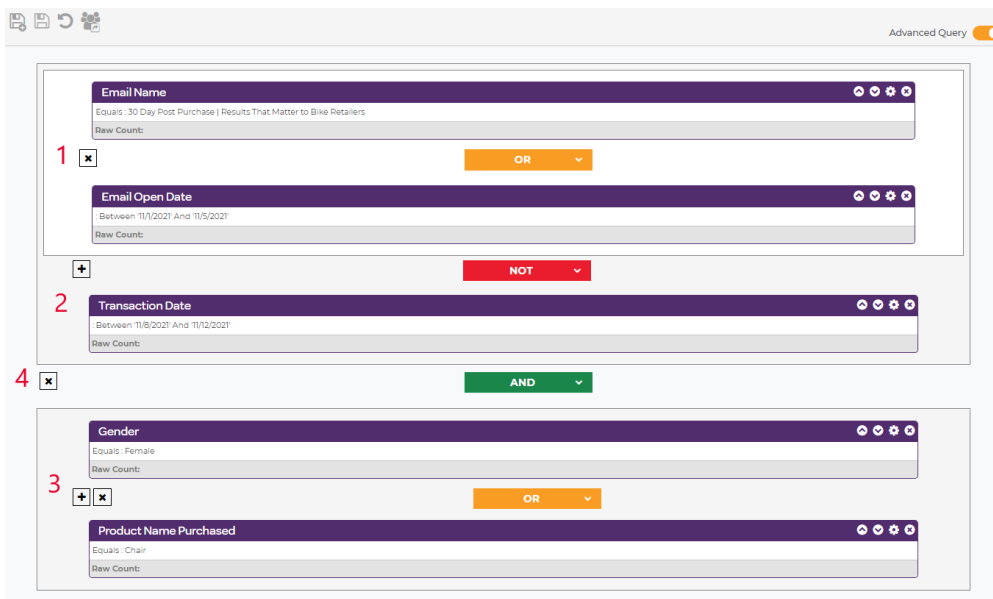 Advanced Query
Email Name
Equals : 30 Day Post Purchase | Results That Matter to Bike Retailers
Raw Count:
1
OR
Email Open Date
: Between '11/1/2021' And '11/5/2021'
Raw Count:
NOT
2
Transaction Date
: Between '11/8/2021' And '11/12/2021'
Raw Count:
4
AND
Gender
Equals : Female
Raw Count:
3
OR
Product Name Purchased
Equals : Chair
Raw Count: